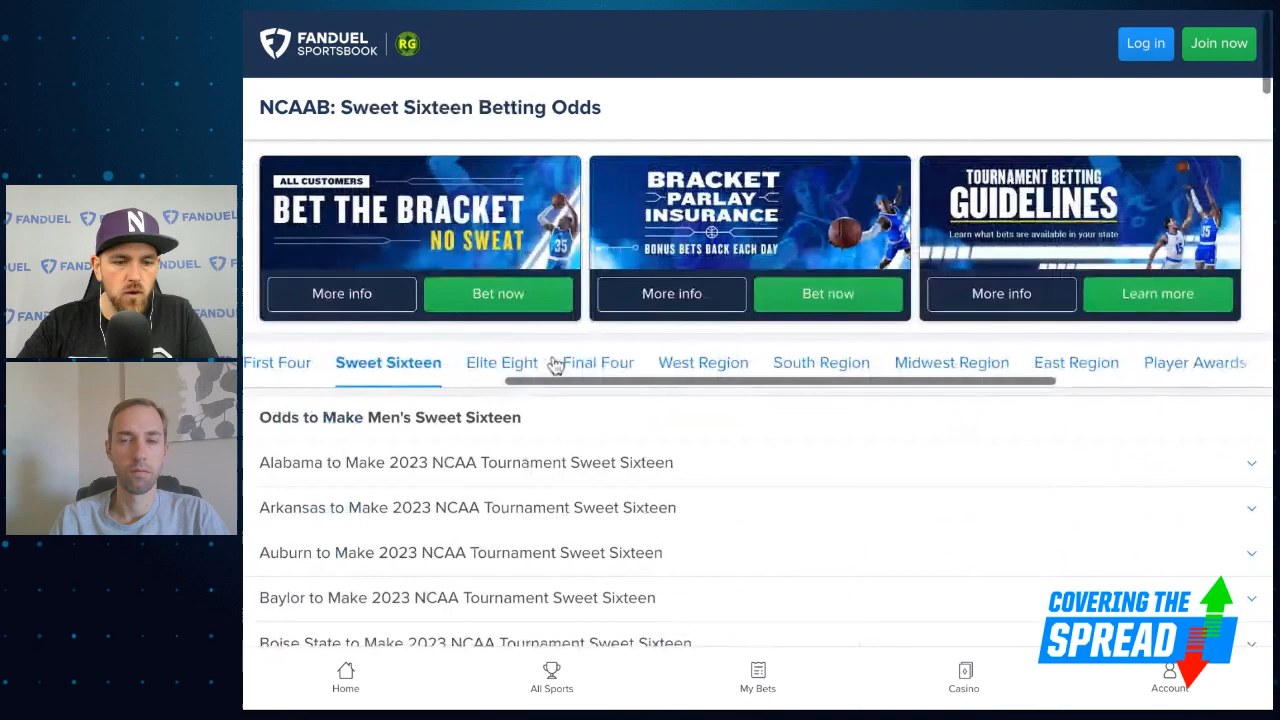 FANDUEL
SPORTSBOOK
RG
Log in
Join now
NCAAB: Sweet Sixteen Betting Odds
ALL CUSTOMERS
BET THE BRACKET
NO SWEAT
35
More info
Bet now
BRACKET
PARLAY
INSURANCE
BONUS BETS BACK EACH DAY
More info
Bet now
TOURNAMENT BETTING
GUIDELINES
Learn what bets are available in your state
15
35
More info
Learn more
First Four
Sweet Sixteen
Elite Eight
Final Four
West Region
South Region
Midwest Region
East Region
Player Awards
Odds to Make Men's Sweet Sixteen
Alabama to Make 2023 NCAA Tournament Sweet Sixteen
Arkansas to Make 2023 NCAA Tournament Sweet Sixteen
Auburn to Make 2023 NCAA Tournament Sweet Sixteen
Baylor to Make 2023 NCAA Tournament Sweet Sixteen
Boise State to Make 2023 NCAA Tournament Sweet Sixteen
Home
All Sports
My Bets
Casino
Account
COVERING THE
SPREAD
FANDUEL
FANDUEL
N